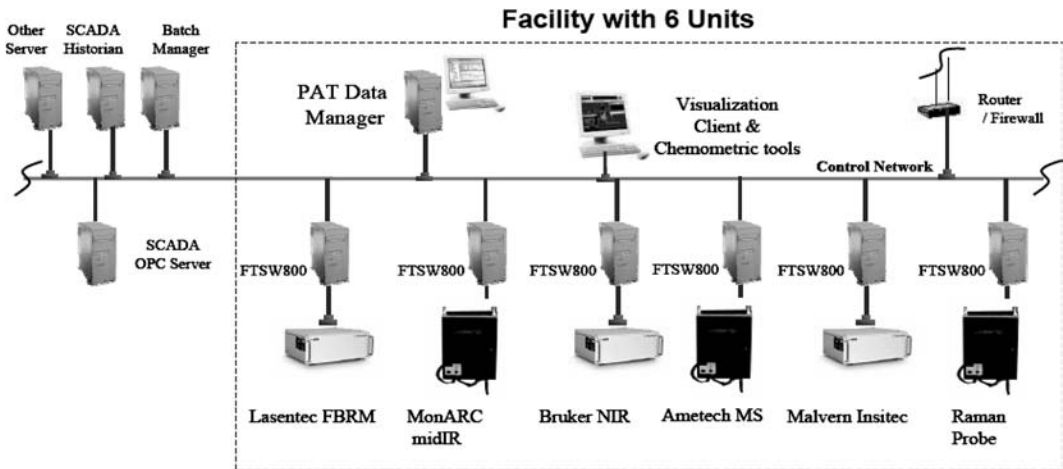 Facility with 6 Units
Other
Server
SCADA
Historian
Batch
Manager
PAT Data
Manager
Visualization
Client &
Chemometric tools
Router
/ Firewall
Control Network
SCADA
OPC Server
FTSW800
FTSW800
FTSW800
FTSW800
FTSW800
FTSW800
Lasentec FBRM
MonARC
midIR
Bruker NIR
Ametech MS
Malvern Insitec
Raman
Probe